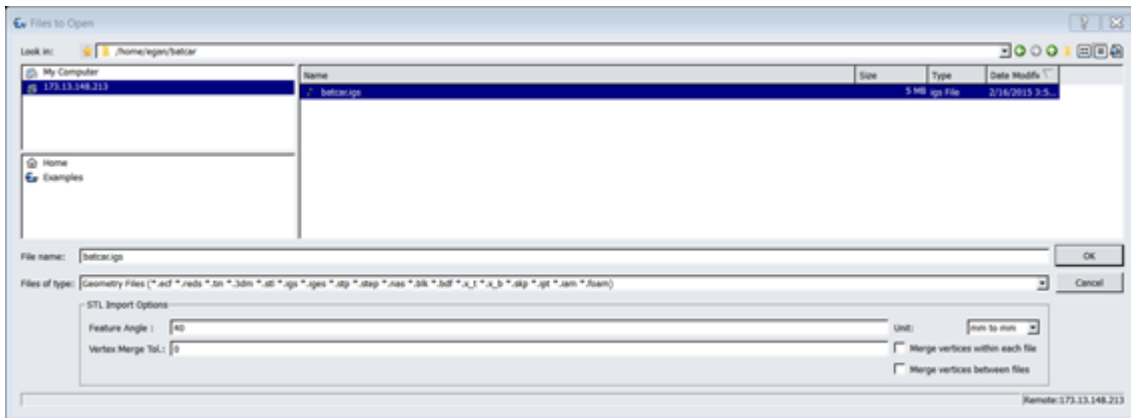 Files to Open
Look in: /home/egan/batcar
My Computer
173.13.148.213
Home
Examples
Name Size Type Date Modifie
batcar.igs 5 MB igs File 2/16/2015 3:5...
File name: batcar.igs OK
Files of type: Geometry Files (*.ecf *.reds *.tin *.3dm *.stl *.igs *.iges *.stp *.step *.nas *.blk *.bdf *.x_t *.x_b *.skp *.ipt *.iam *.foam) Cancel
STL Import Options
Feature Angle : 40 Unit: mm to mm
Vertex Merge Tol.: 0 Merge vertices within each file
Merge vertices between files
Remote:173.13.148.213